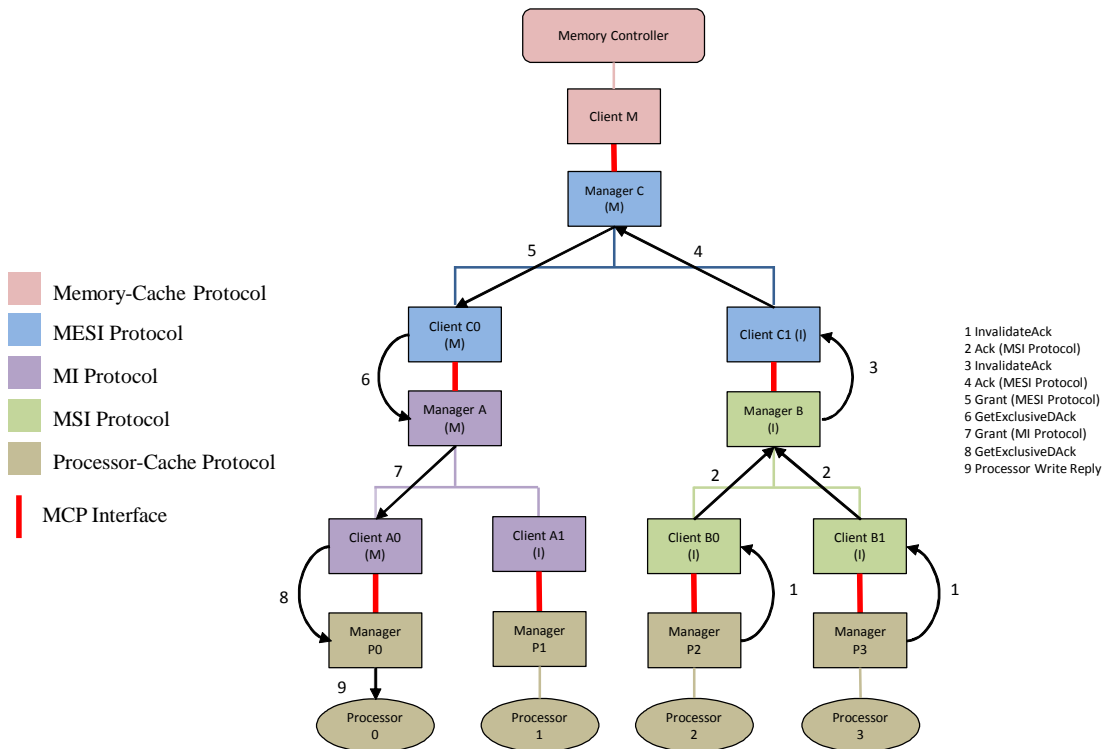 Memory Controller
Client M
Manager C
(M)
5
4
Memory-Cache Protocol
MESI Protocol
MI Protocol
MSI Protocol
Processor-Cache Protocol
MCP Interface
Client C0
(M)
Client C1 (I)
6
3
Manager A
(M)
Manager B
(I)
1 InvalidateAck
2 Ack (MSI Protocol)
3 InvalidateAck
4 Ack (MESI Protocol)
5 Grant (MESI Protocol)
6 GetExclusiveDAck
7 Grant (MI Protocol)
8 GetExclusiveDAck
9 Processor Write Reply
7
2
2
Client A0
(M)
Client A1
(I)
Client B0
(I)
Client B1
(I)
8
1
1
Manager
P0
Manager
P1
Manager
P2
Manager
P3
9
Processor
0
Processor
1
Processor
2
Processor
3